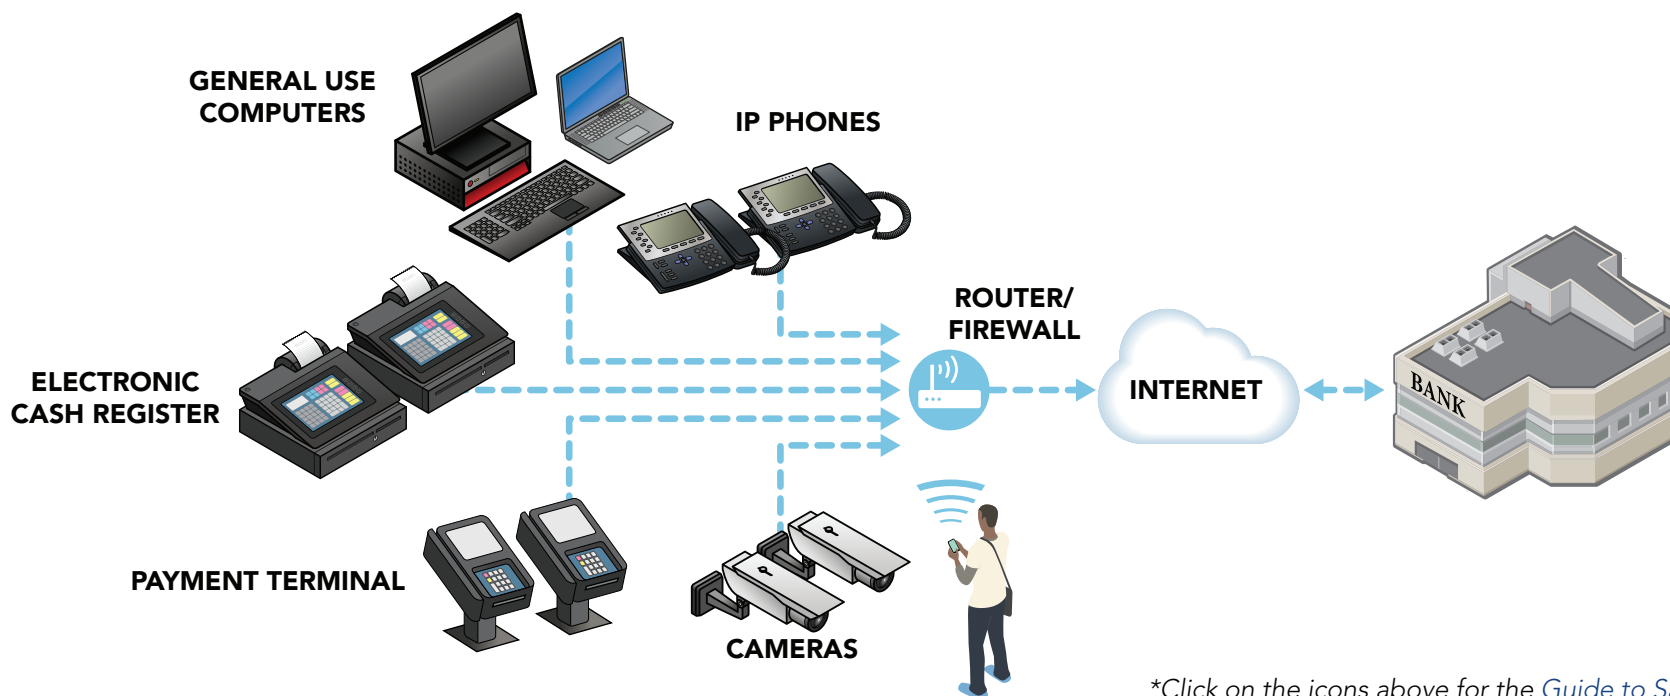 GENERAL USE
COMPUTERS
IP PHONES
ROUTER/
FIREWALL
ELECTRONIC
CASH REGISTER
INTERNET
BANK
PAYMENT TERMINAL
CAMERAS
*Click on the icons above for the Guide to